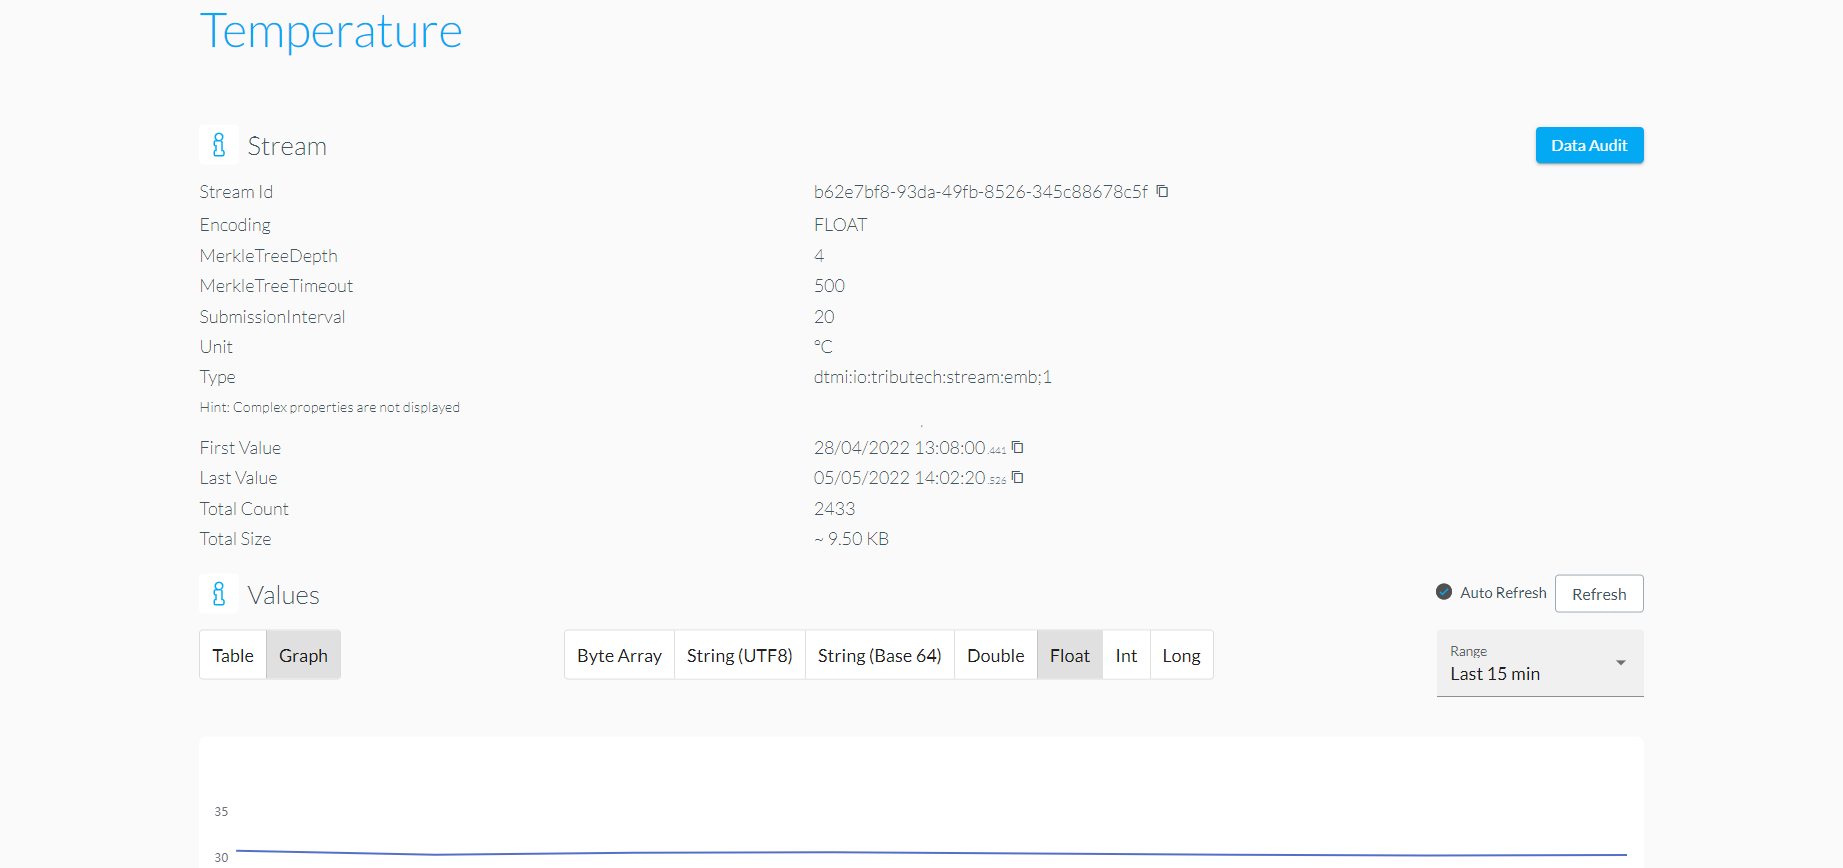 Temperature
Stream
Data Audit
Stream Id b62e7bf8-93da-49fb-8526-345c88678c5f
Encoding FLOAT
MerkleTreeDepth 4
MerkleTreeTimeout 500
SubmissionInterval 20
Unit °C
Type dtmi:io:tributech:stream:emb;1
Hint: Complex properties are not displayed
First Value 28/04/2022 13:08:00.441
Last Value 05/05/2022 14:02:20.526
Total Count 2433
Total Size ~ 9.50 KB
Values
Auto Refresh Refresh
Table Graph Byte Array String (UTF8) String (Base 64) Double Float Int Long
Range
Last 15 min
35
30